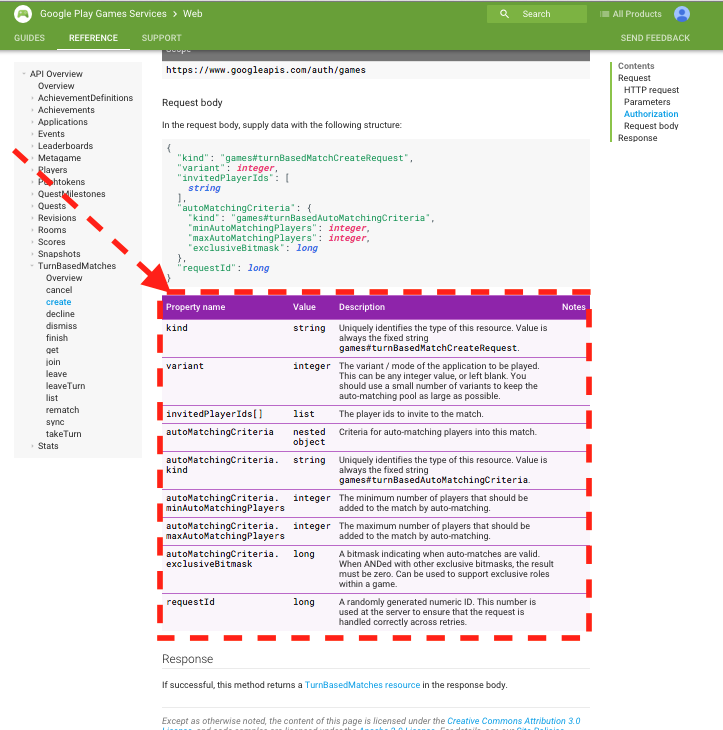 Google Play Games Services > Web
Search
All Products
GUIDES REFERENCE SUPPORT
SEND FEEDBACK
API Overview
Overview
AchievementDefinitions
Achievements
Applications
Events
Leaderboards
Metagame
Players
Pushtokens
QuestMilestones
Quests
Revisions
Rooms
Scores
Snapshots
TurnBasedMatches
Overview
cancel
create
decline
dismiss
finish
get
join
leave
leaveTurn
list
rematch
sync
takeTurn
Stats
Scope
https://www.googleapis.com/auth/games
Request body
In the request body, supply data with the following structure:
{
"kind": "games#turnBasedMatchCreateRequest",
"variant": integer,
"invitedPlayerIds": [
string
],
"autoMatchingCriteria": {
"kind": "games#turnBasedAutoMatchingCriteria",
"minAutoMatchingPlayers": integer,
"maxAutoMatchingPlayers": integer,
"exclusiveBitmask": long
},
"requestId": long
}
Property name Value Description Notes
kind string Uniquely identifies the type of this resource. Value is
always the fixed string
games#turnBasedMatchCreateRequest.
variant integer The variant / mode of the application to be played.
This can be any integer value, or left blank. You
should use a small number of variants to keep the
auto-matching pool as large as possible.
invitedPlayerIds[] list The player ids to invite to the match.
autoMatchingCriteria nested Criteria for auto-matching players into this match.
object
autoMatchingCriteria. string Uniquely identifies the type of this resource. Value is
kind always the fixed string
games#turnBasedAutoMatchingCriteria.
autoMatchingCriteria. integer The minimum number of players that should be
minAutoMatchingPlayers added to the match by auto-matching.
autoMatchingCriteria. integer The maximum number of players that should be
maxAutoMatchingPlayers added to the match by auto-matching.
autoMatchingCriteria. long A bitmask indicating when auto-matches are valid.
exclusiveBitmask When ANDed with other exclusive bitmasks, the result
must be zero. Can be used to support exclusive roles
within a game.
requestId long A randomly generated numeric ID. This number is
used at the server to ensure that the request is
handled correctly across retries.
Response
If successful, this method returns a TurnBasedMatches resource in the response body.
Except as otherwise noted, the content of this page is licensed under the Creative Commons Attribution 3.0
Contents
Request
HTTP request
Parameters
Authorization
Request body
Response